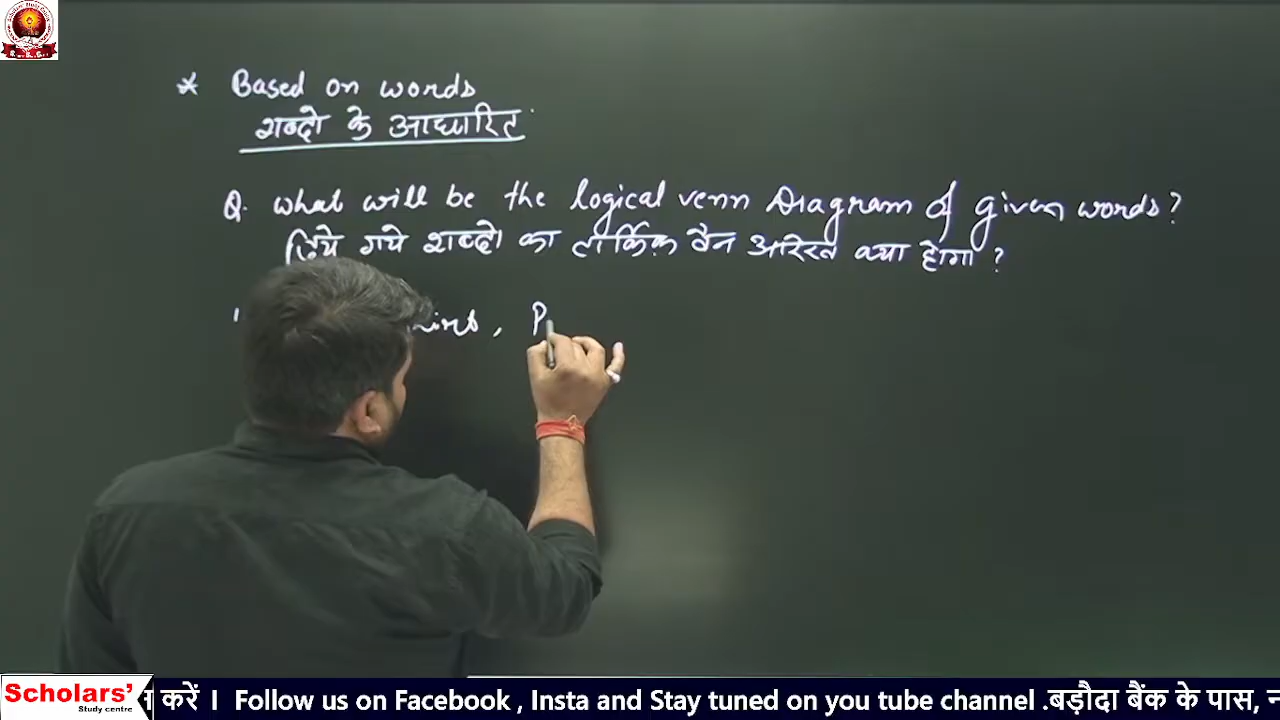 * Based on words
शब्दो के आधारित
Q. What will be the logical venn Diagram of given words?
दिये गये शब्दो का तार्किक वैन आरेख क्या होगा ?
, P
Scholars'
Study centre
न करें । Follow us on Facebook , Insta and Stay tuned on you tube channel .बड़ौदा बैंक के पास, न